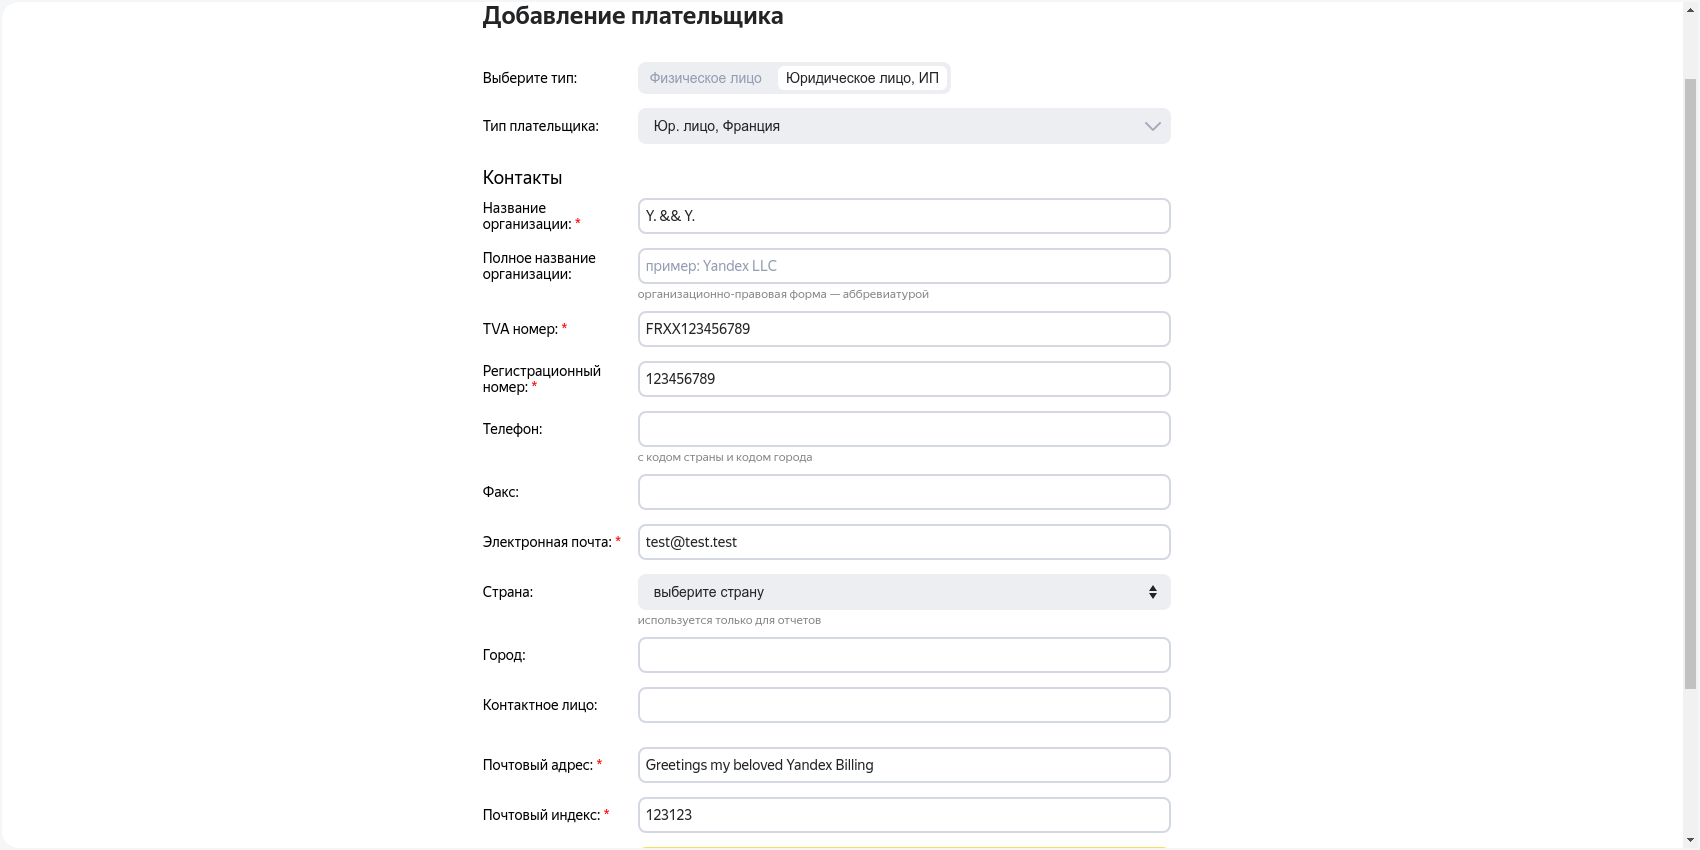 Добавление плательщика
Выберите тип:
Физическое лицо
Юридическое лицо, ИП
Тип плательщика:
Юр. лицо, Франция
Контакты
Название
организации: *
Y. && Y.
Полное название
организации:
пример: Yandex LLC
организационно-правовая форма — аббревиатурой
TVA номер: *
FRXX123456789
Регистрационный
номер: *
123456789
Телефон:
с кодом страны и кодом города
Факс:
Электронная почта: *
test@test.test
Страна:
выберите страну
используется только для отчетов
Город:
Контактное лицо:
Почтовый адрес: *
Greetings my beloved Yandex Billing
Почтовый индекс: *
123123